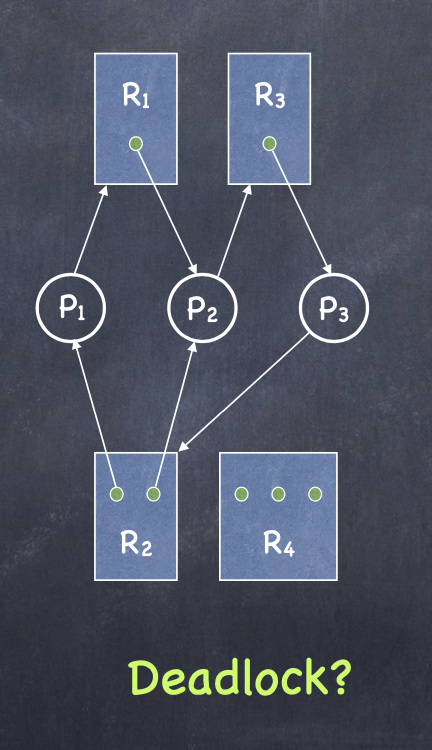 R₁ R₃
P₁ P₂ P₃
R₂ R₄
Deadlock?